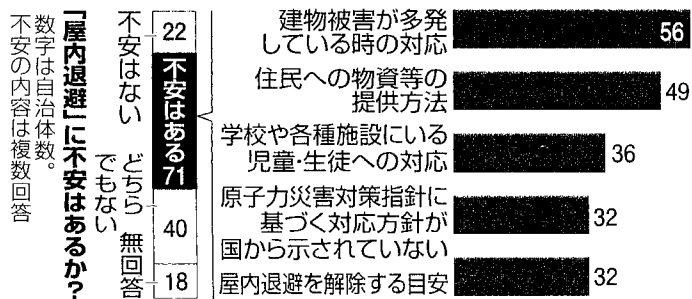 「屋内退避」に不安はあるか?
数字は自治体数。
不安の内容は複数回答
不安はない
22
不安はある71
どちら
でもない
40
無回答
18
建物被害が多発
している時の対応
56
住民への物資等の
提供方法
49
学校や各種施設にいる
児童・生徒への対応
36
原子力災害対策指針に
基づく対応方針が
国から示されていない
32
屋内退避を解除する目安
32